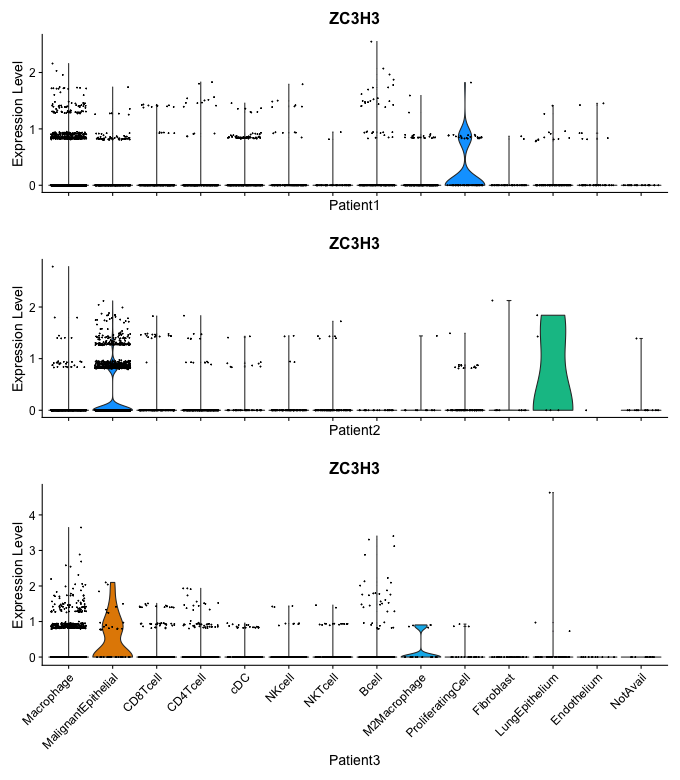 ZC3H3
Expression Level
2
1
0
Patient1
ZC3H3
Expression Level
2
1
0
Patient2
ZC3H3
Expression Level
4
3
2
1
0
Macrophage
MalignantEpithelial
CD8Tcell
CD4Tcell
cDC
NKcell
NKTcell
Bcell
M2Macrophage
ProliferatingCell
Fibroblast
LungEpithelium
Endothelium
NotAvail
Patient3